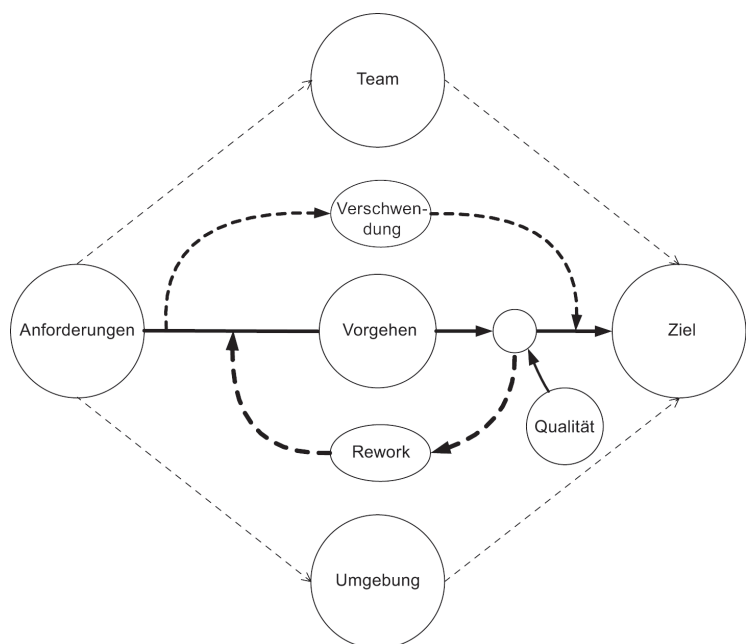 Team
Verschwen-
dung
Anforderungen
Vorgehen
Ziel
Qualität
Rework
Umgebung